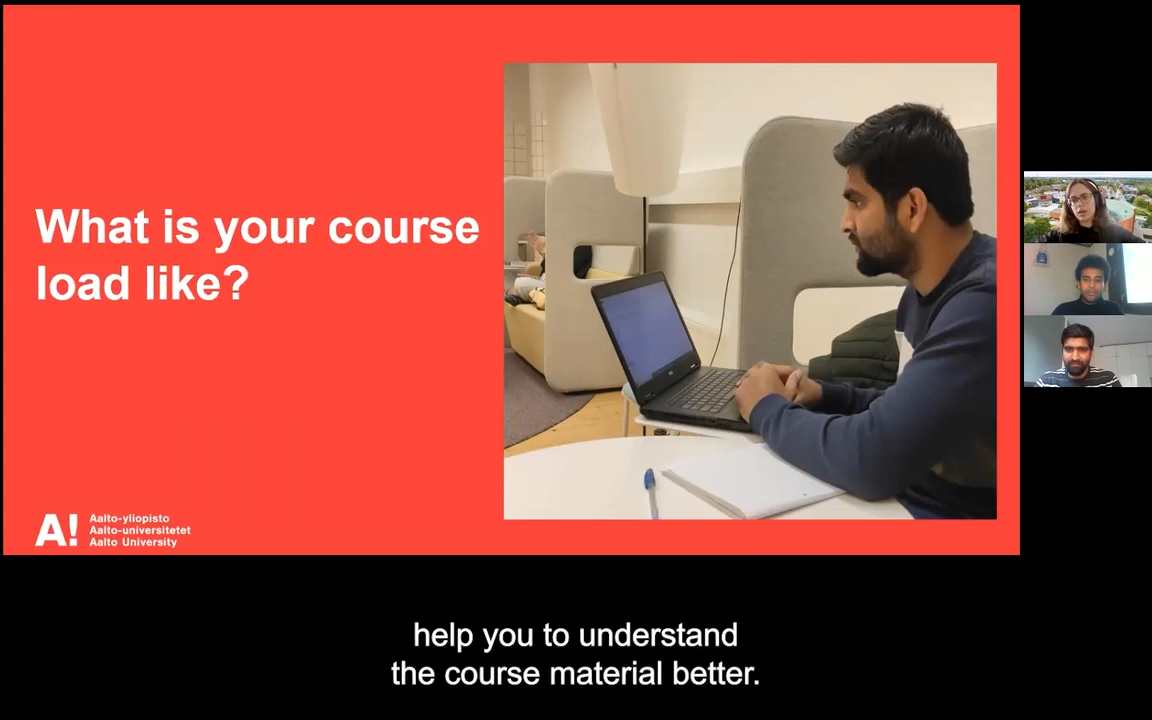 What is your course
load like?
A!
Aalto-yliopisto
Aalto-universitetet
Aalto University
help you to understand
the course material better.